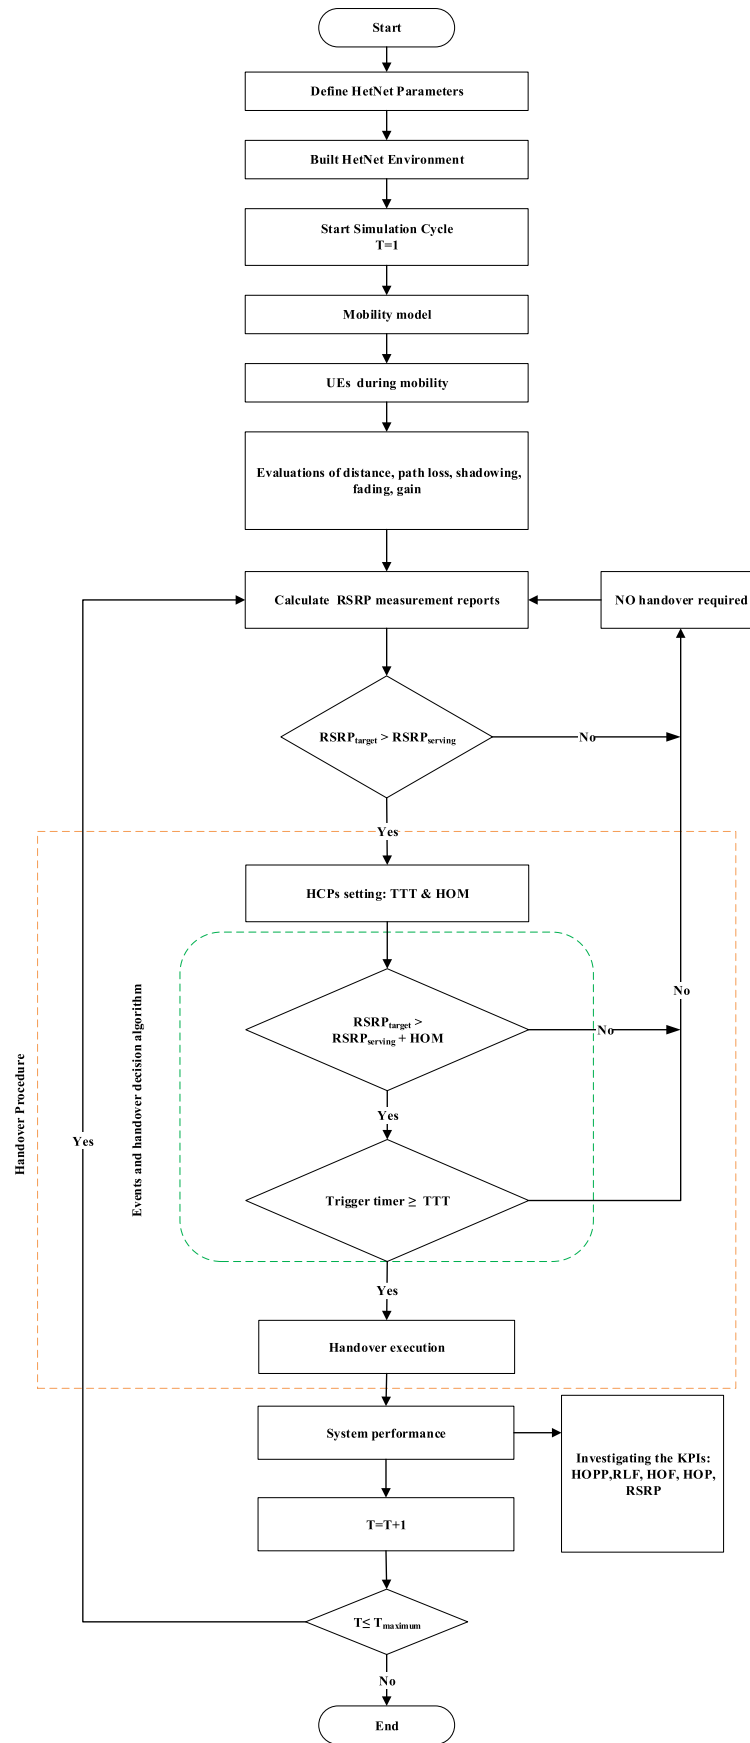 Start
Define HetNet Parameters
Built HetNet Environment
Start Simulation Cycle
T=1
Mobility model
UEs during mobility
Evaluations of distance, path loss, shadowing,
fading, gain
Calculate RSRP measurement reports
NO handover required
RSRPtarget > RSRPserving
No
Yes
HCPs setting: TTT & HOM
Handover Procedure
Events and handover decision algorithm
RSRPtarget >
RSRPserving + HOM
No
No
Yes
Yes
Trigger timer ≥ TTT
Yes
Handover execution
System performance
Investigating the KPIs:
HOPP,RLF, HOF, HOP,
RSRP
T=T+1
T≤ Tmaximum
No
End